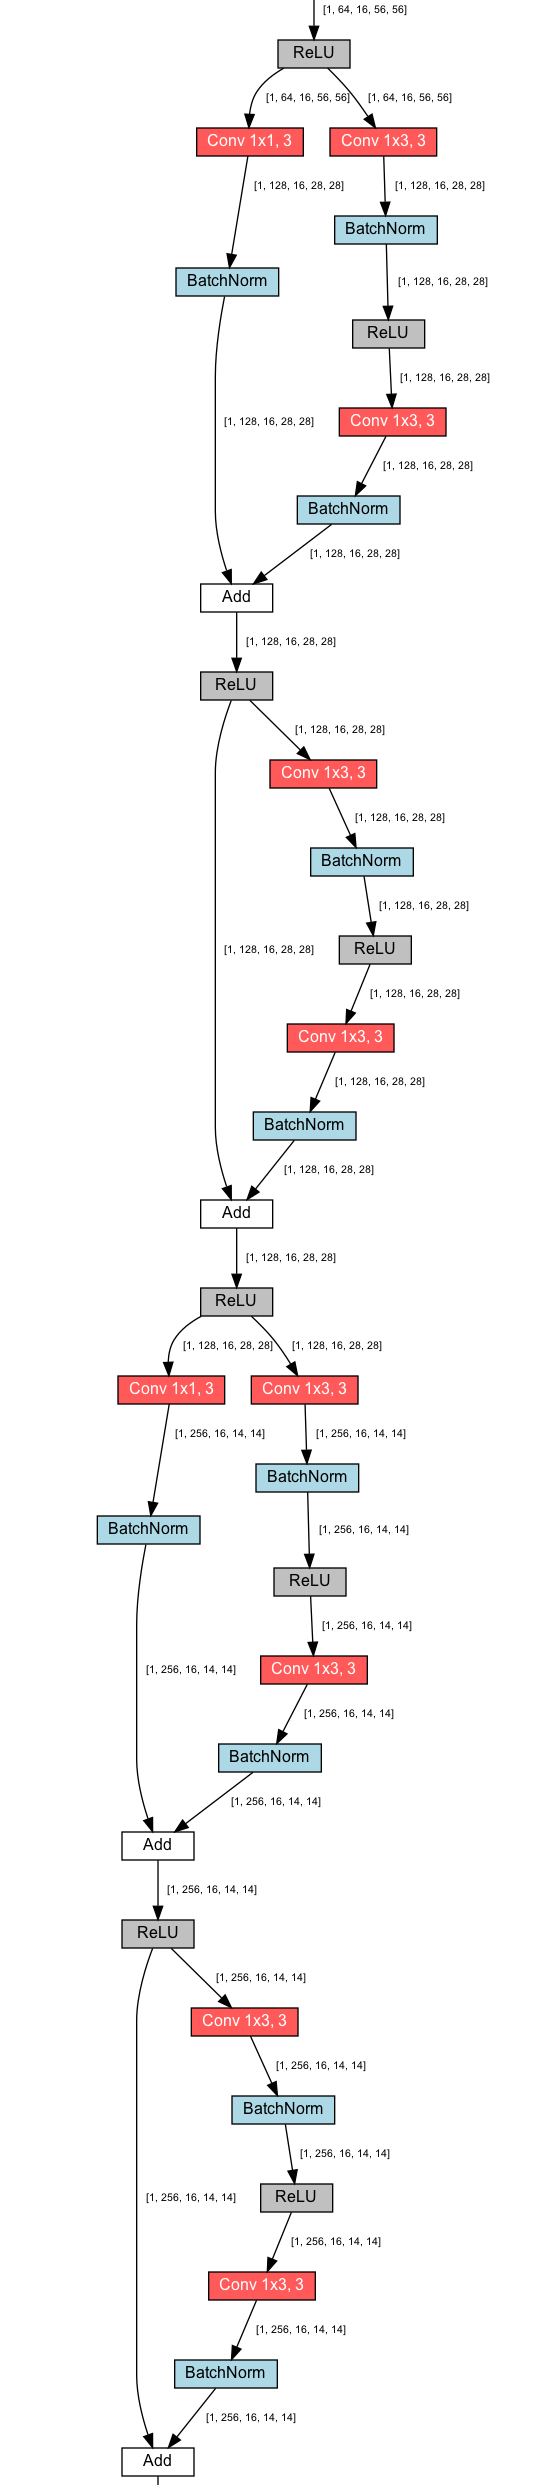 [1, 64, 16, 56, 56]
ReLU
[1, 64, 16, 56, 56] [1, 64, 16, 56, 56]
Conv 1x1, 3 Conv 1x3, 3
[1, 128, 16, 28, 28] [1, 128, 16, 28, 28]
BatchNorm
BatchNorm [1, 128, 16, 28, 28]
ReLU
[1, 128, 16, 28, 28]
[1, 128, 16, 28, 28] Conv 1x3, 3
[1, 128, 16, 28, 28]
BatchNorm
[1, 128, 16, 28, 28]
Add
[1, 128, 16, 28, 28]
ReLU
[1, 128, 16, 28, 28]
Conv 1x3, 3
[1, 128, 16, 28, 28]
BatchNorm
[1, 128, 16, 28, 28]
[1, 128, 16, 28, 28] ReLU
[1, 128, 16, 28, 28]
Conv 1x3, 3
[1, 128, 16, 28, 28]
BatchNorm
[1, 128, 16, 28, 28]
Add
[1, 128, 16, 28, 28]
ReLU
[1, 128, 16, 28, 28] [1, 128, 16, 28, 28]
Conv 1x1, 3 Conv 1x3, 3
[1, 256, 16, 14, 14] [1, 256, 16, 14, 14]
BatchNorm
BatchNorm [1, 256, 16, 14, 14]
ReLU
[1, 256, 16, 14, 14]
[1, 256, 16, 14, 14] Conv 1x3, 3
[1, 256, 16, 14, 14]
BatchNorm
[1, 256, 16, 14, 14]
Add
[1, 256, 16, 14, 14]
ReLU
[1, 256, 16, 14, 14]
Conv 1x3, 3
[1, 256, 16, 14, 14]
BatchNorm
[1, 256, 16, 14, 14]
[1, 256, 16, 14, 14] ReLU
[1, 256, 16, 14, 14]
Conv 1x3, 3
[1, 256, 16, 14, 14]
BatchNorm
[1, 256, 16, 14, 14]
Add